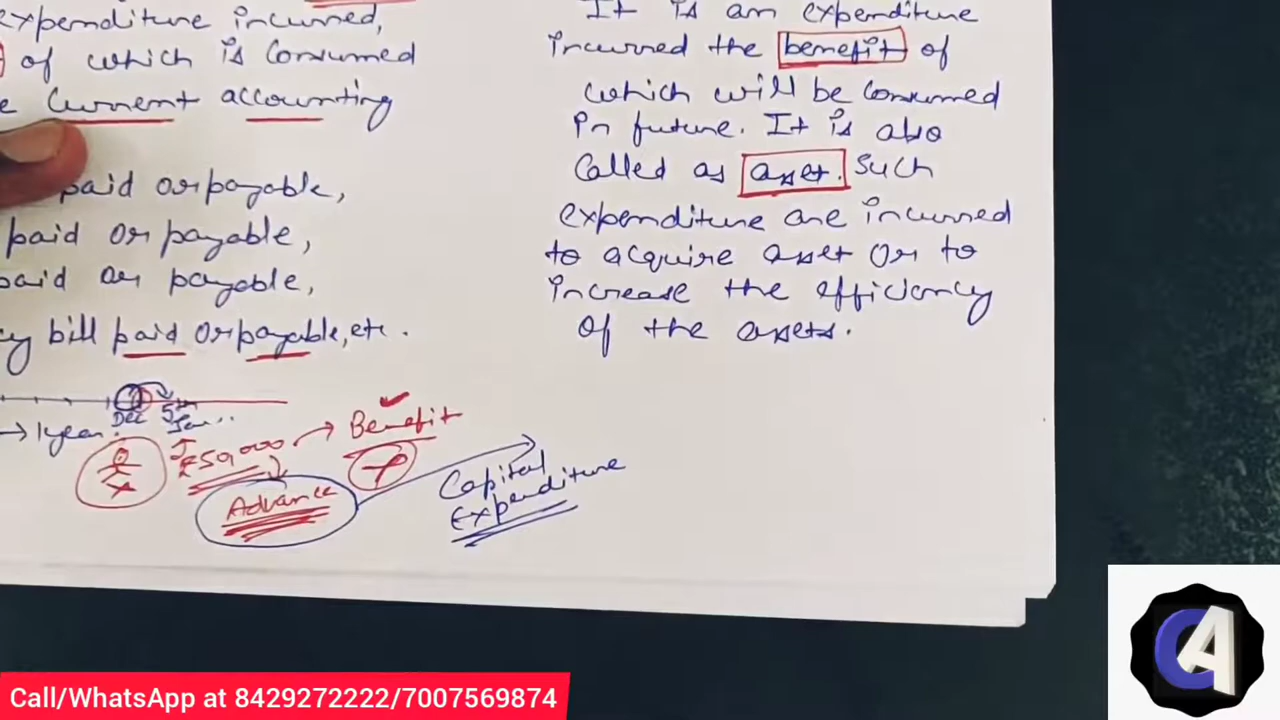 expenditure incurred,
of which is consumed
current accounting
paid or payable,
paid or payable,
paid or payable,
bill paid or payable, etc.
Dec
Jan..
→ 1 year.
₹50,000 → Benefit
Advance
Capital
Expenditure
It is an expenditure
incurred the benefit of
which will be consumed
in future. It is also
called as asset. Such
expenditure are incurred
to acquire asset or to
increase the efficiency
of the assets.
CA
Call/WhatsApp at 8429272222/7007569874